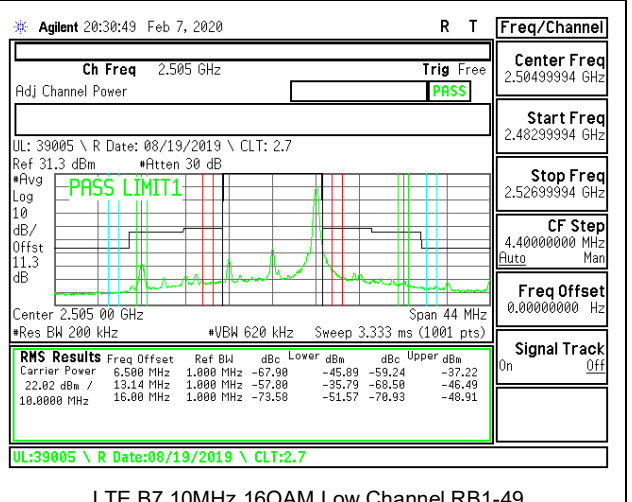 Agilent 20:30:49 Feb 7, 2020 R T
Freq/Channel
Ch Freq 2.505 GHz Trig Free
Adj Channel Power PASS
Center Freq
2.50499994 GHz
Start Freq
2.48299994 GHz
Stop Freq
2.52699994 GHz
CF Step
4.40000000 MHz
Auto Man
Freq Offset
0.00000000 Hz
Signal Track
On Off
UL: 39005 \ R Date: 08/19/2019 \ CLT: 2.7
Ref 31.3 dBm #Atten 30 dB
#Avg
Log
10
dB/
Offst
11.3
dB
PASS LIMIT1
Center 2.505 00 GHz Span 44 MHz
#Res BW 200 kHz #VBW 620 kHz Sweep 3.333 ms (1001 pts)
RMS Results Freq Offset Ref BW dBc Lower dBm dBc Upper dBm
Carrier Power 6.500 MHz 1.000 MHz -67.90 -45.89 -59.24 -37.22
22.02 dBm / 13.14 MHz 1.000 MHz -57.80 -35.79 -68.50 -46.49
10.0000 MHz 16.00 MHz 1.000 MHz -73.58 -51.57 -70.93 -48.91
UL:39005 \ R Date:08/19/2019 \ CLT:2.7
LTE B7 10MHz 16QAM Low Channel RB1-49